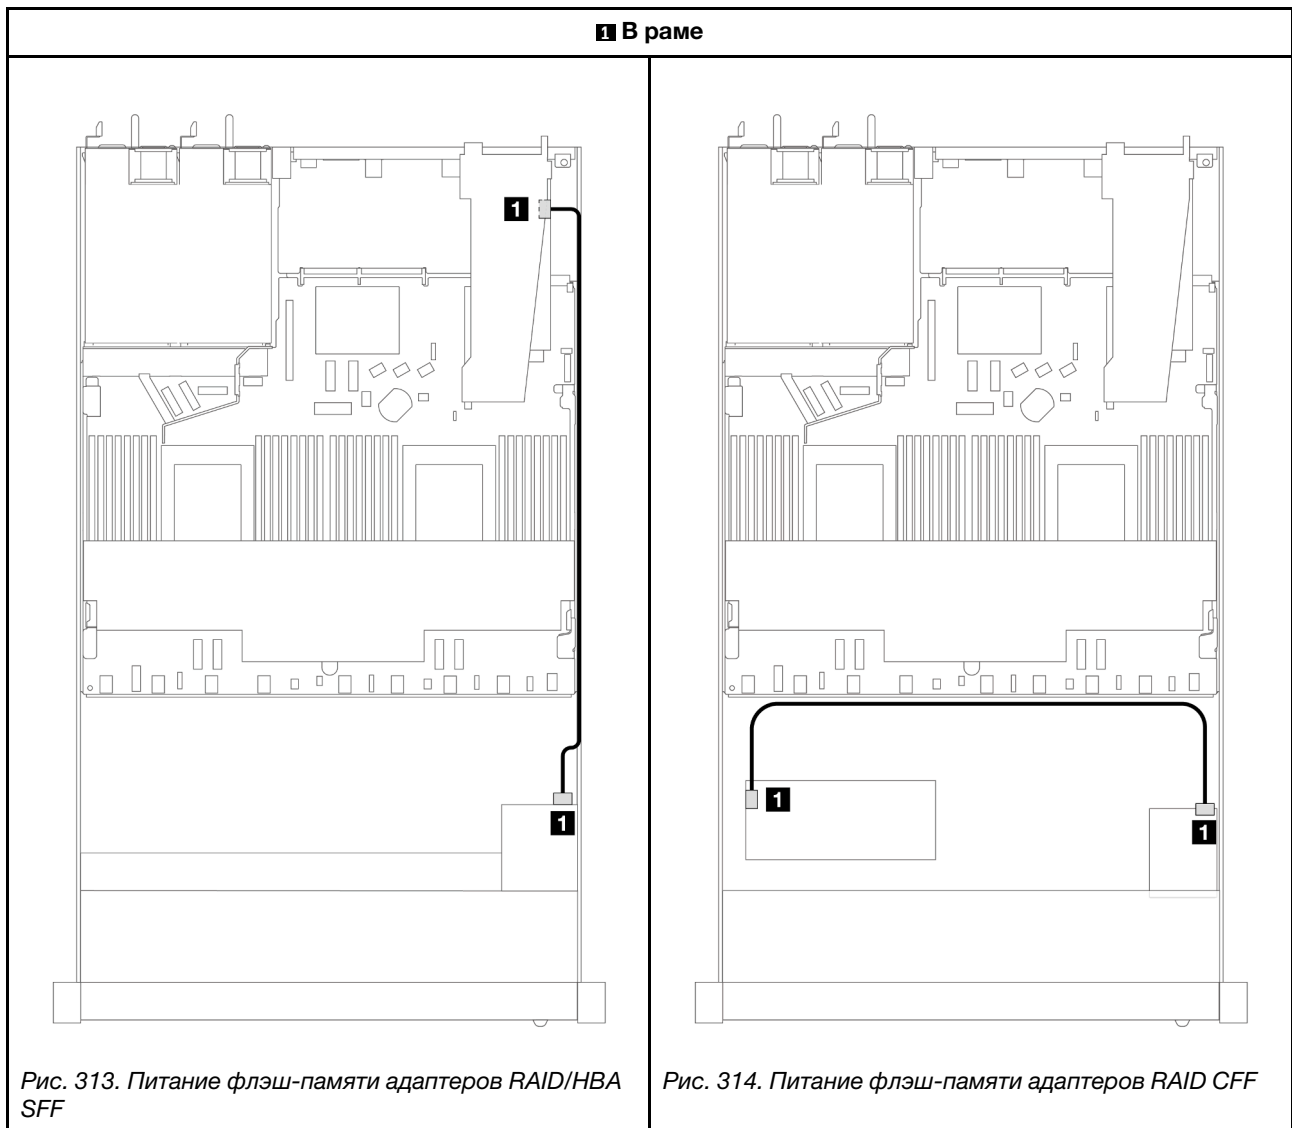 1 В раме
1
1
1
1
Рис. 313. Питание флэш-памяти адаптеров RAID/HBA
SFF
Рис. 314. Питание флэш-памяти адаптеров RAID CFF